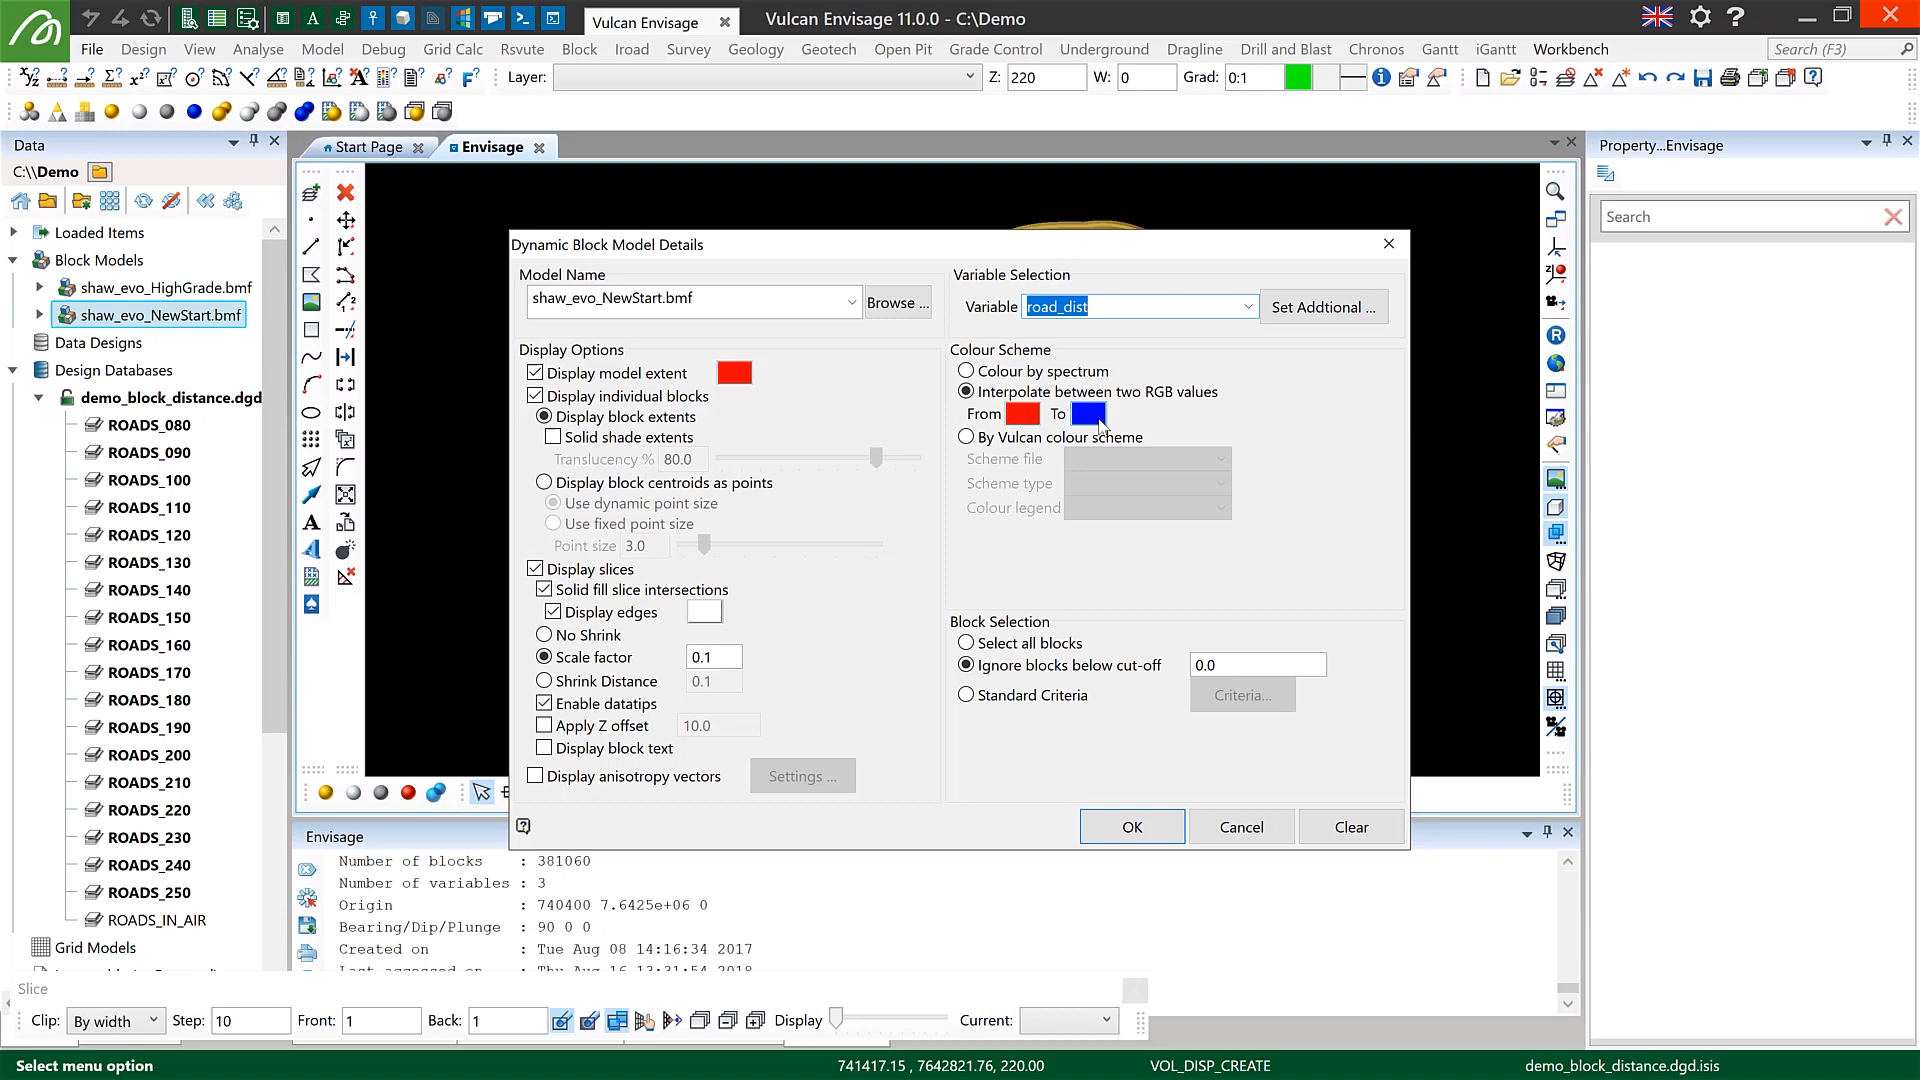 Vulcan Envisage
Vulcan Envisage 11.0.0 - C:\Demo
File Design View Analyse Model Debug Grid Calc Rsvute Block Iroad Survey Geology Geotech Open Pit Grade Control Underground Dragline Drill and Blast Chronos Gantt iGantt Workbench Search (F3)
Layer: Z: 220 W: 0 Grad: 0:1
Data
C:\\Demo
Start Page
Envisage
Property...Envisage
Search
Loaded Items
Block Models
shaw_evo_HighGrade.bmf
shaw_evo_NewStart.bmf
Data Designs
Design Databases
demo_block_distance.dgd
ROADS_080
ROADS_090
ROADS_100
ROADS_110
ROADS_120
ROADS_130
ROADS_140
ROADS_150
ROADS_160
ROADS_170
ROADS_180
ROADS_190
ROADS_200
ROADS_210
ROADS_220
ROADS_230
ROADS_240
ROADS_250
ROADS_IN_AIR
Grid Models
Dynamic Block Model Details
Model Name
shaw_evo_NewStart.bmf
Browse ...
Display Options
Display model extent
Display individual blocks
Display block extents
Solid shade extents
Translucency % 80.0
Display block centroids as points
Use dynamic point size
Use fixed point size
Point size 3.0
Display slices
Solid fill slice intersections
Display edges
No Shrink
Scale factor 0.1
Shrink Distance 0.1
Enable datatips
Apply Z offset 10.0
Display block text
Display anisotropy vectors Settings ...
Variable Selection
Variable road_dist Set Addtional ...
Colour Scheme
Colour by spectrum
Interpolate between two RGB values
From To
By Vulcan colour scheme
Scheme file
Scheme type
Colour legend
Block Selection
Select all blocks
Ignore blocks below cut-off 0.0
Standard Criteria Criteria...
OK Cancel Clear
Envisage
Number of blocks : 381060
Number of variables : 3
Origin : 740400 7.6425e+06 0
Bearing/Dip/Plunge : 90 0 0
Created on : Tue Aug 08 14:16:34 2017
Last accessed on : Thu Aug 16 13:31:54 2018
Slice
Clip: By width Step: 10 Front: 1 Back: 1 Display Current:
Select menu option 741417.15 , 7642821.76, 220.00 VOL_DISP_CREATE demo_block_distance.dgd.isis